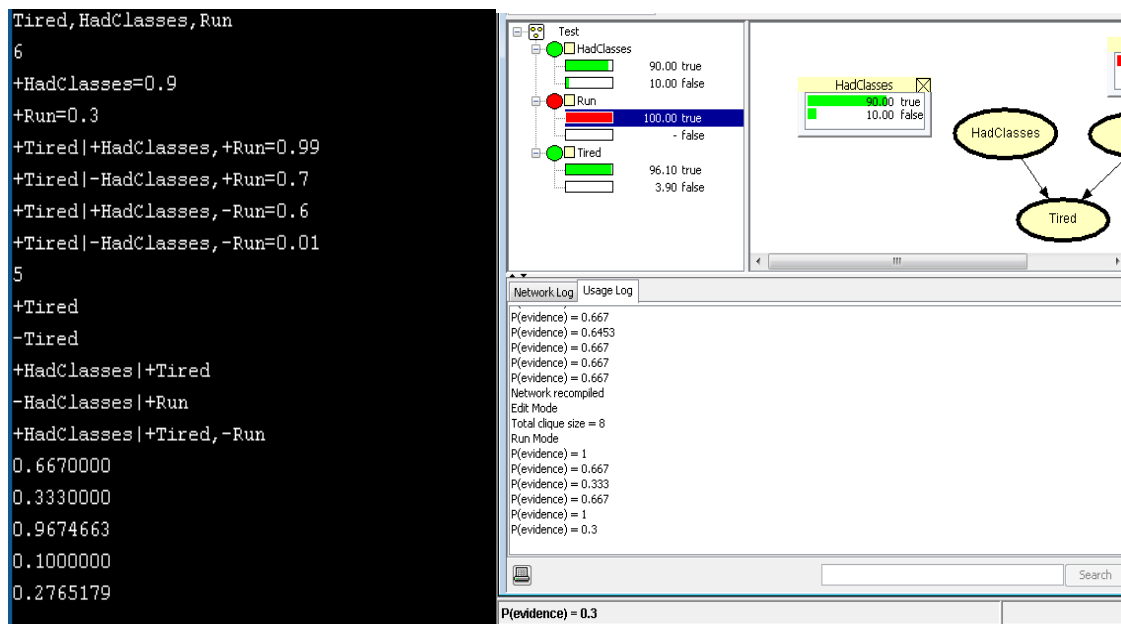 Tired,HadClasses,Run
6
+HadClasses=0.9
+Run=0.3
+Tired|+HadClasses,+Run=0.99
+Tired|-HadClasses,+Run=0.7
+Tired|+HadClasses,-Run=0.6
+Tired|-HadClasses,-Run=0.01
5
+Tired
-Tired
+HadClasses|+Tired
-HadClasses|+Run
+HadClasses|+Tired,-Run
0.6670000
0.3330000
0.9674663
0.1000000
0.2765179
Test
HadClasses
90.00 true
10.00 false
Run
100.00 true
- false
Tired
96.10 true
3.90 false
HadClasses
90.00 true
10.00 false
HadClasses
Tired
Network Log Usage Log
P(evidence) = 0.667
P(evidence) = 0.6453
P(evidence) = 0.667
P(evidence) = 0.667
P(evidence) = 0.667
Network recompiled
Edit Mode
Total clique size = 8
Run Mode
P(evidence) = 1
P(evidence) = 0.667
P(evidence) = 0.333
P(evidence) = 0.667
P(evidence) = 1
P(evidence) = 0.3
Search
P(evidence) = 0.3